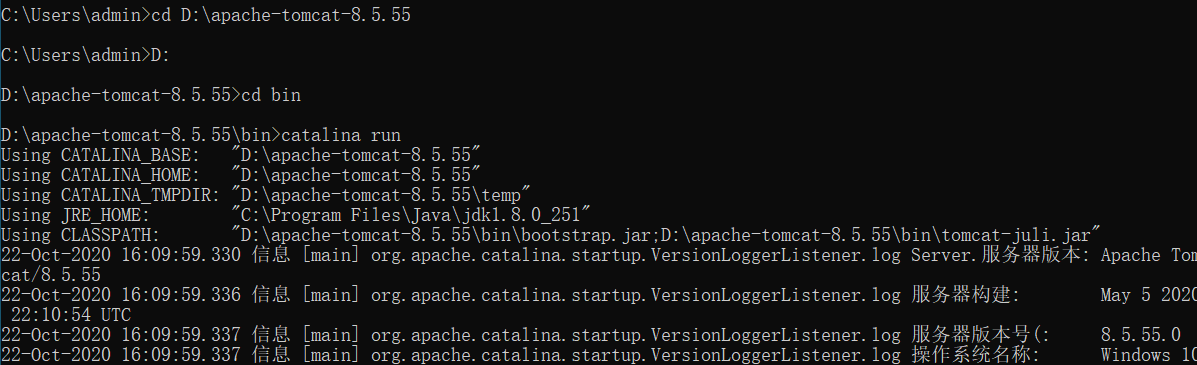 C:\Users\admin>cd D:\apache-tomcat-8.5.55
C:\Users\admin>D:
D:\apache-tomcat-8.5.55>cd bin
D:\apache-tomcat-8.5.55\bin>catalina run
Using CATALINA_BASE:   "D:\apache-tomcat-8.5.55"
Using CATALINA_HOME:   "D:\apache-tomcat-8.5.55"
Using CATALINA_TMPDIR: "D:\apache-tomcat-8.5.55\temp"
Using JRE_HOME:        "C:\Program Files\Java\jdk1.8.0_251"
Using CLASSPATH:       "D:\apache-tomcat-8.5.55\bin\bootstrap.jar;D:\apache-tomcat-8.5.55\bin\tomcat-juli.jar"
22-Oct-2020 16:09:59.330 信息 [main] org.apache.catalina.startup.VersionLoggerListener.log Server.服务器版本: Apache Tom
cat/8.5.55
22-Oct-2020 16:09:59.336 信息 [main] org.apache.catalina.startup.VersionLoggerListener.log 服务器构建:        May 5 2020
 22:10:54 UTC
22-Oct-2020 16:09:59.337 信息 [main] org.apache.catalina.startup.VersionLoggerListener.log 服务器版本号(:     8.5.55.0
22-Oct-2020 16:09:59.337 信息 [main] org.apache.catalina.startup.VersionLoggerListener.log 操作系统名称:      Windows 10